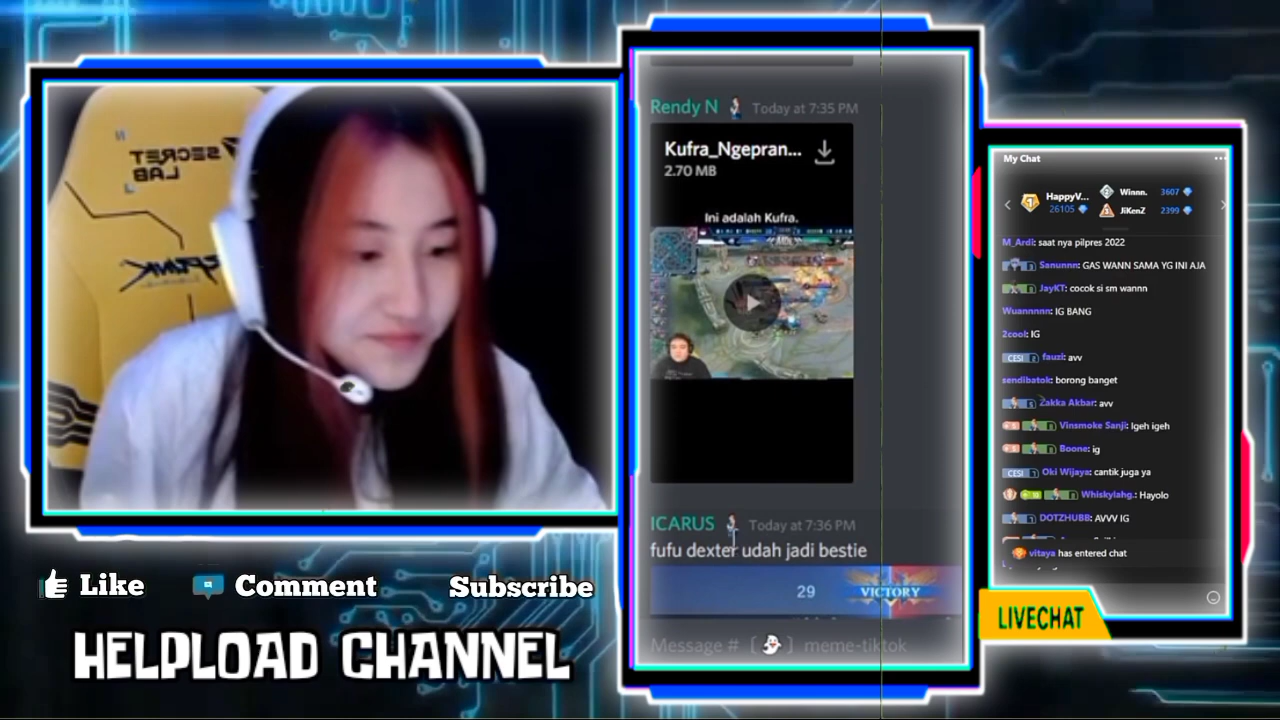 SECRET
LAB
Like
Comment
Subscribe
HELPLOAD CHANNEL
Rendy N Today at 7:35 PM
Kufra_Ngepran...
2.70 MB
Ini adalah Kufra.
ICARUS Today at 7:36 PM
fufu dexter udah jadi bestie
29 VICTORY
Message # [ ] meme-tiktok
My Chat
HappyV... 26105
Winnn. 3607
JiKenZ 2399
M_Ardi: saat nya pilpres 2022
Sanunnn: GAS WANN SAMA YG INI AJA
JayKT: cocok si sm wannn
Wuannnnn: IG BANG
2cool: IG
CESI fauzi: avv
sendibatok: borong banget
Zakka Akbar: avv
Vinsmoke Sanji: Igeh igeh
Boone: ig
CESI Oki Wijaya: cantik juga ya
Whiskylahg.: Hayolo
DOTZHUBB: AVVV IG
vitaya has entered chat
LIVECHAT